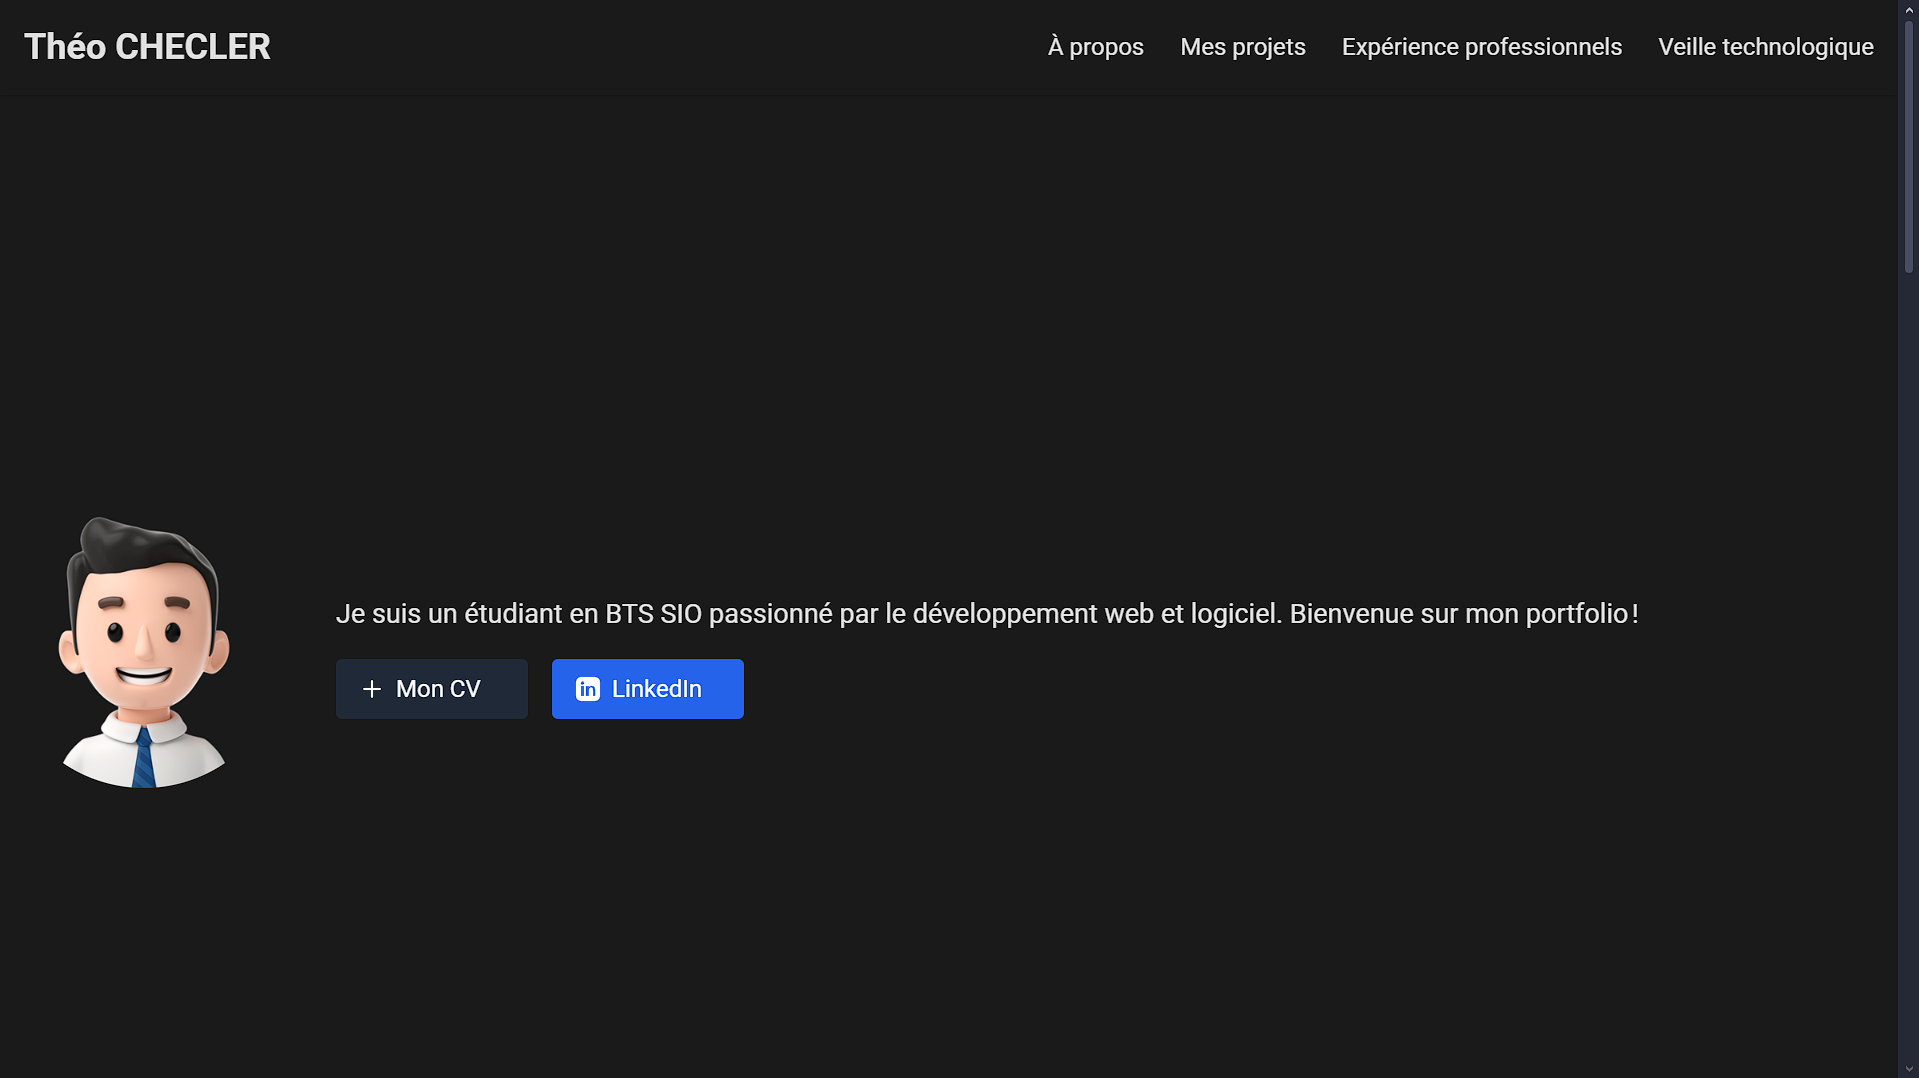 Théo CHECLER
À propos
Mes projets
Expérience professionnels
Veille technologique
Je suis un étudiant en BTS SIO passionné par le développement web et logiciel. Bienvenue sur mon portfolio !
Mon CV
in LinkedIn